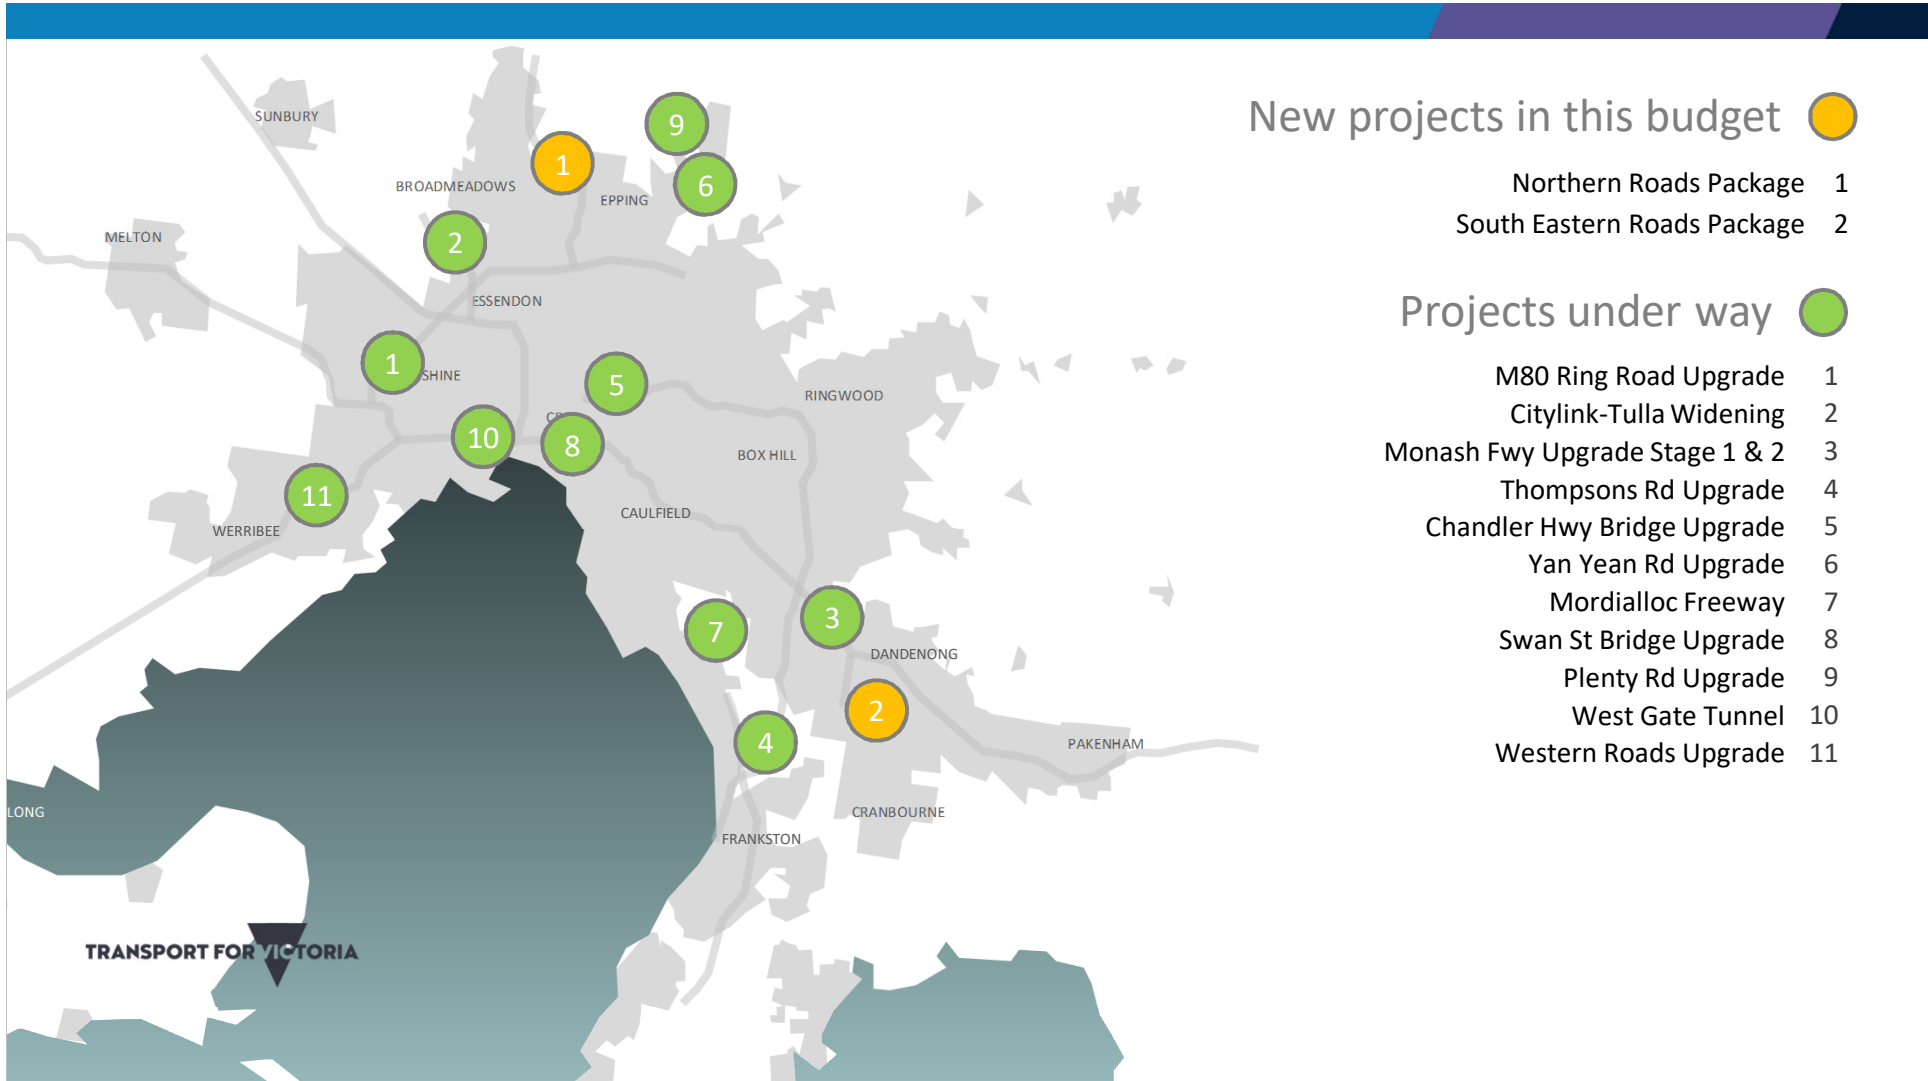 New projects in this budget
Northern Roads Package 1
South Eastern Roads Package 2
Projects under way
M80 Ring Road Upgrade 1
Citylink-Tulla Widening 2
Monash Fwy Upgrade Stage 1 & 2 3
Thompsons Rd Upgrade 4
Chandler Hwy Bridge Upgrade 5
Yan Yean Rd Upgrade 6
Mordialloc Freeway 7
Swan St Bridge Upgrade 8
Plenty Rd Upgrade 9
West Gate Tunnel 10
Western Roads Upgrade 11
SUNBURY
9
1
BROADMEADOWS
6
EPPING
MELTON
2
ESSENDON
1
SHINE
5
RINGWOOD
10
8
BOX HILL
11
CAULFIELD
WERRIBEE
7
3
DANDENONG
2
4
PAKENHAM
LONG
CRANBOURNE
FRANKSTON
TRANSPORT FOR VICTORIA